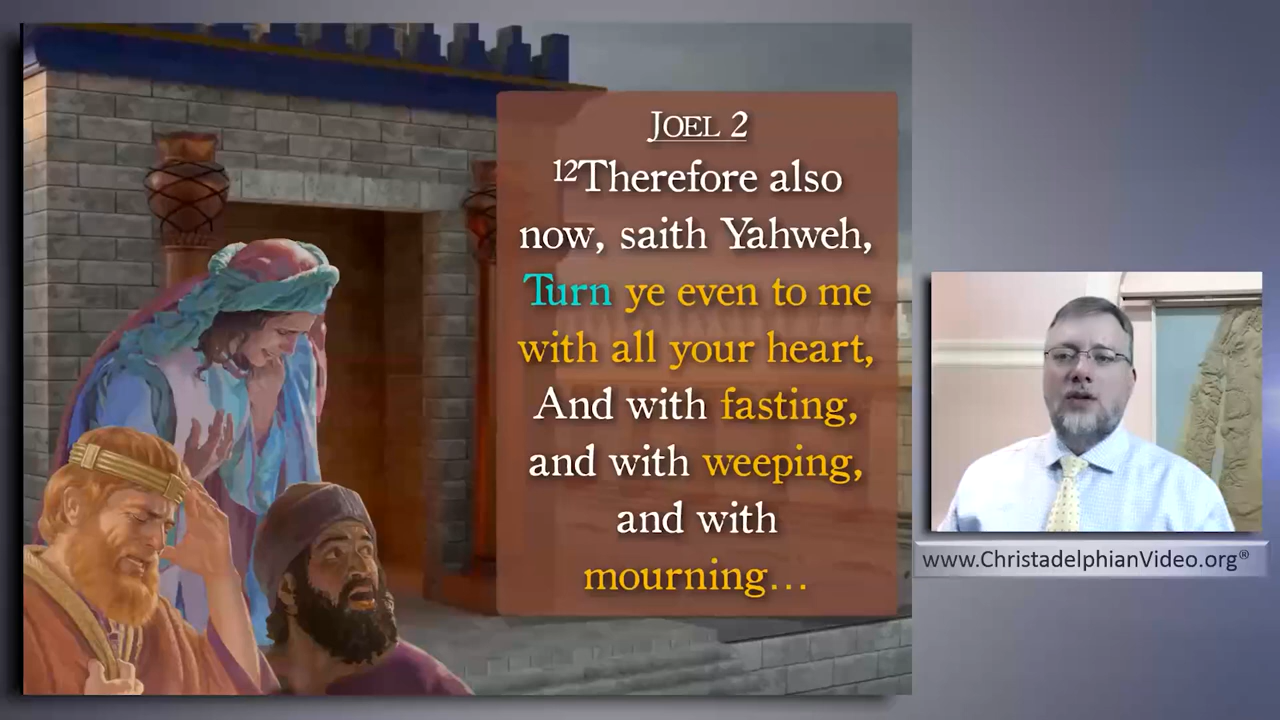 JOEL 2
¹²Therefore also
now, saith Yahweh,
Turn ye even to me
with all your heart,
And with fasting,
and with weeping,
and with
mourning...
www.ChristadelphianVideo.org®